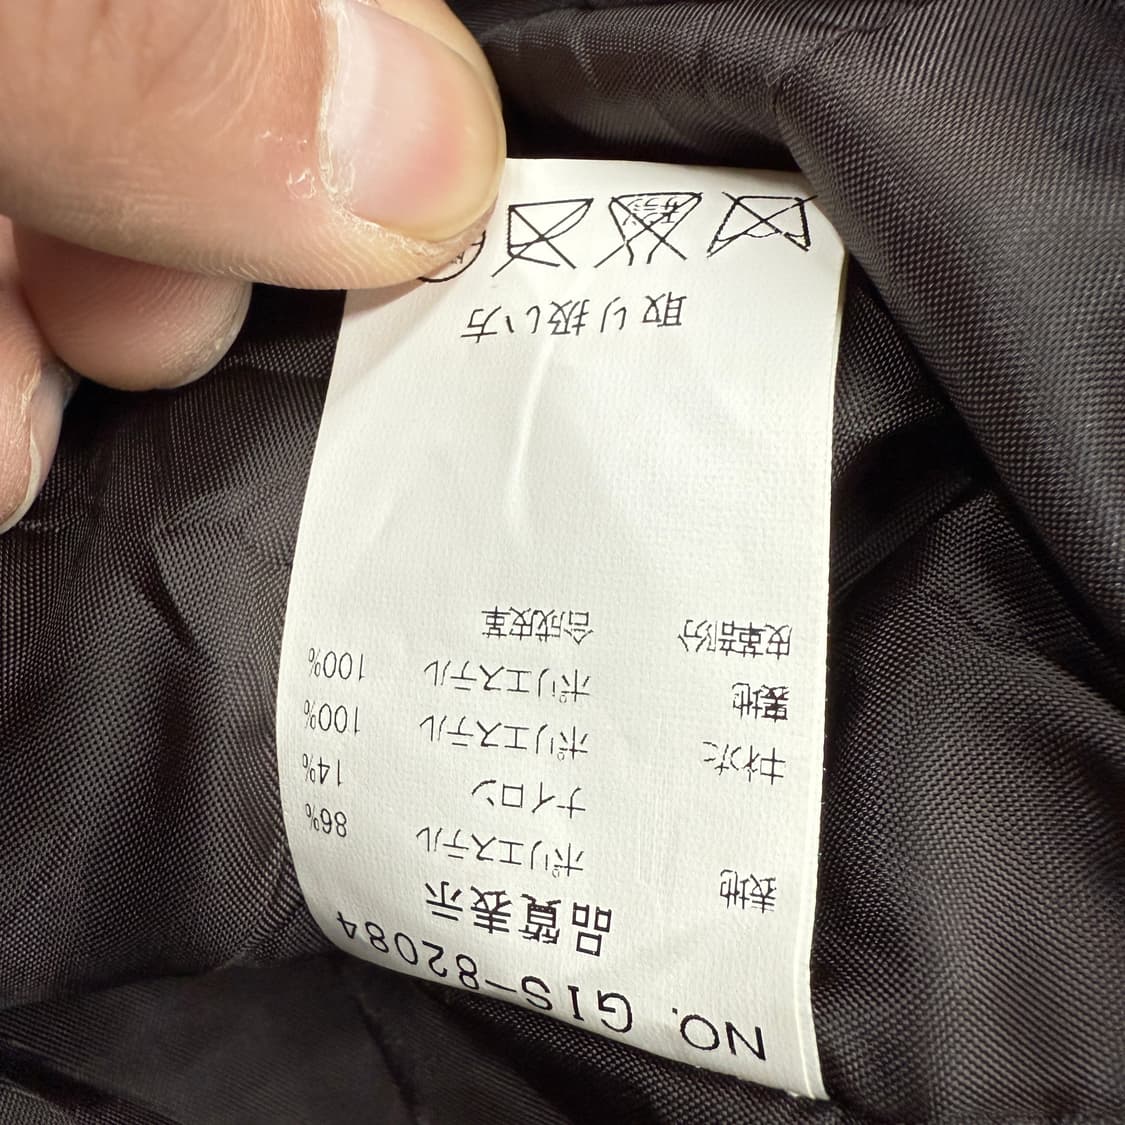 NO. GIS-82084
品質表示
表地 ポリエステル 86%
ナイロン 14%
中わた ポリエステル 100%
裏地 ポリエステル 100%
皮革部分 合成皮革
取り扱い方